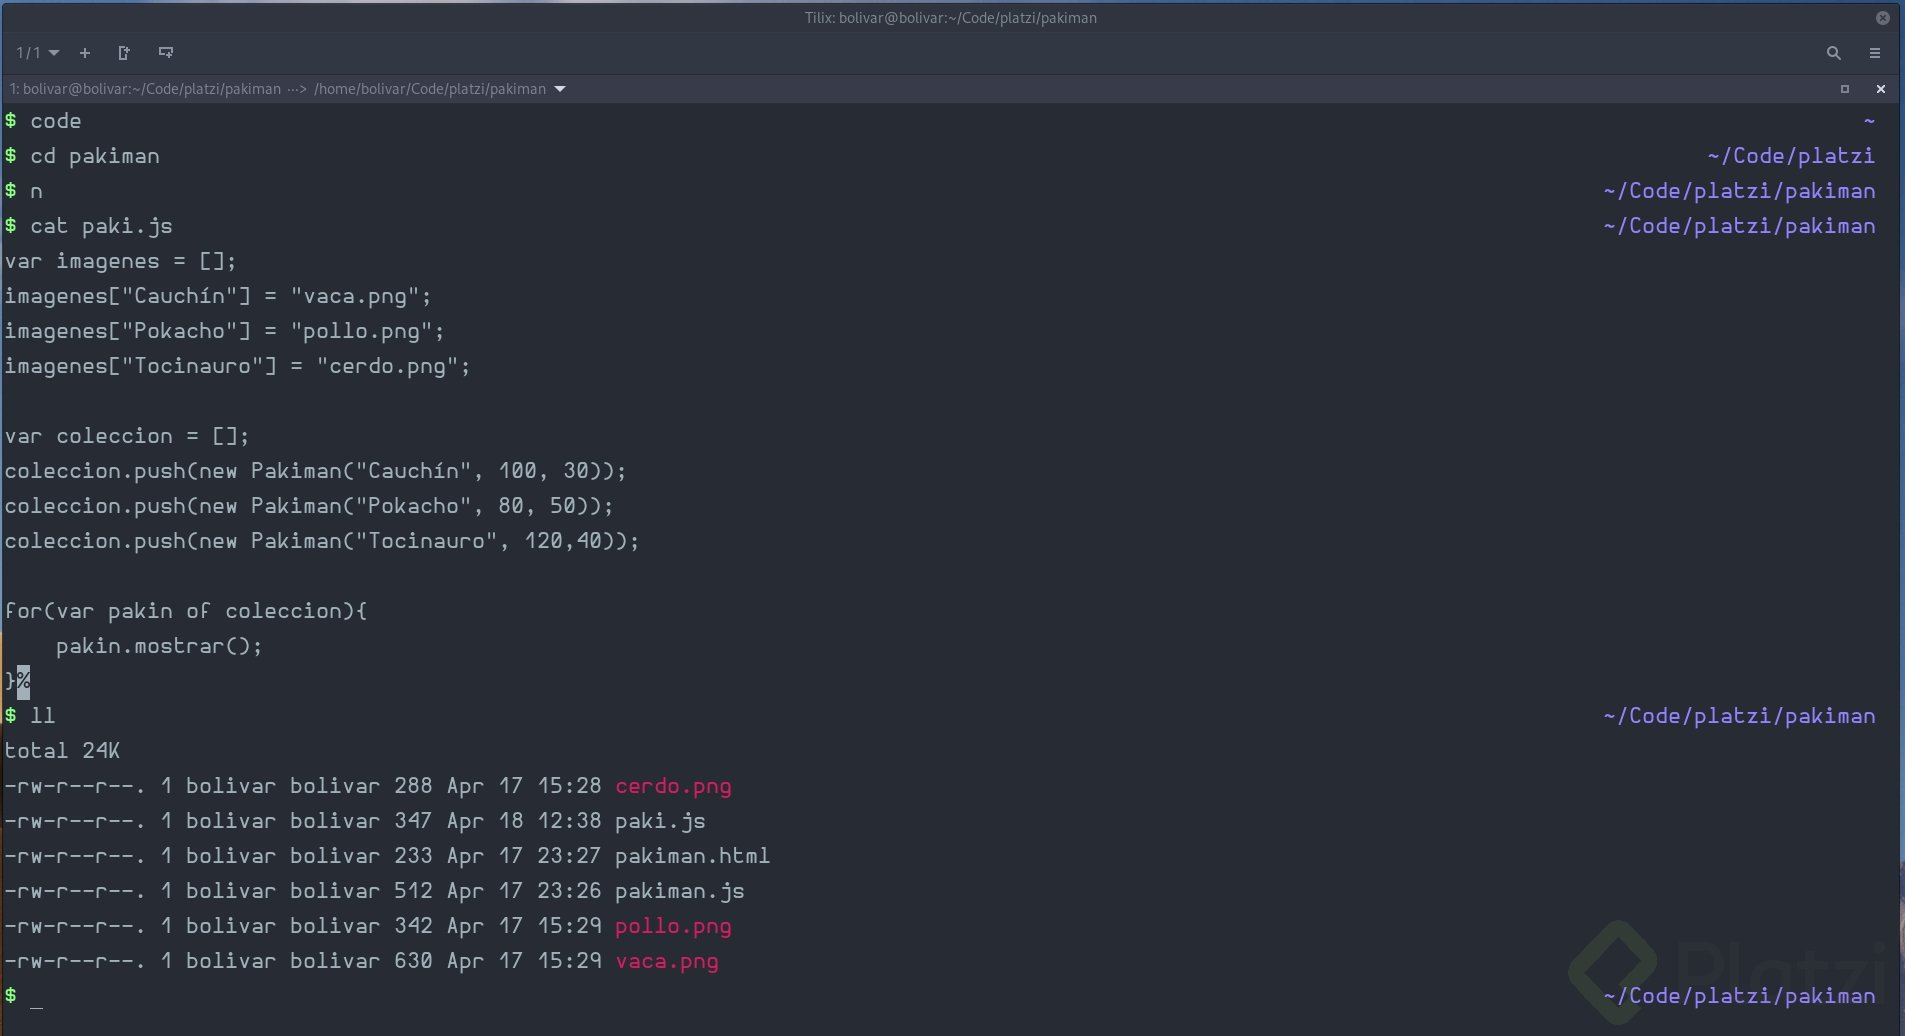 Tilix: bolivar@bolivar:~/Code/platzi/pakiman
1/1
1: bolivar@bolivar:~/Code/platzi/pakiman ···> /home/bolivar/Code/platzi/pakiman
$ code ~
$ cd pakiman ~/Code/platzi
$ n ~/Code/platzi/pakiman
$ cat paki.js ~/Code/platzi/pakiman
var imagenes = [];
imagenes["Cauchín"] = "vaca.png";
imagenes["Pokacho"] = "pollo.png";
imagenes["Tocinauro"] = "cerdo.png";
var coleccion = [];
coleccion.push(new Pakiman("Cauchín", 100, 30));
coleccion.push(new Pakiman("Pokacho", 80, 50));
coleccion.push(new Pakiman("Tocinauro", 120,40));
for(var pakin of coleccion){
    pakin.mostrar();
}%
$ ll ~/Code/platzi/pakiman
total 24K
-rw-r--r--. 1 bolivar bolivar 288 Apr 17 15:28 cerdo.png
-rw-r--r--. 1 bolivar bolivar 347 Apr 18 12:38 paki.js
-rw-r--r--. 1 bolivar bolivar 233 Apr 17 23:27 pakiman.html
-rw-r--r--. 1 bolivar bolivar 512 Apr 17 23:26 pakiman.js
-rw-r--r--. 1 bolivar bolivar 342 Apr 17 15:29 pollo.png
-rw-r--r--. 1 bolivar bolivar 630 Apr 17 15:29 vaca.png
Platzi
$ _ ~/Code/platzi/pakiman